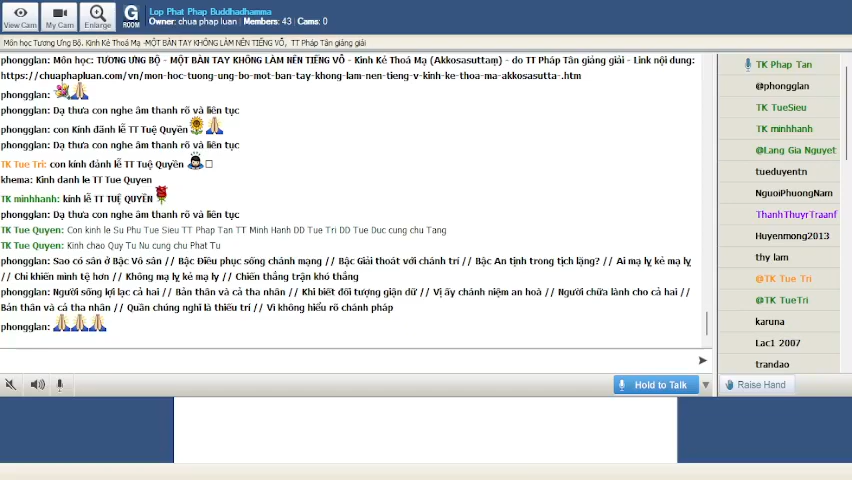 Lop Phat Phap Buddhadhamma
Owner: chua phap luan | Members: 43 | Cams: 0
View Cam
My Cam
Enlarge
G
ROOM
Môn học Tương Ưng Bộ. Kinh Kẻ Thoá Mạ -MỘT BÀN TAY KHÔNG LÀM NÊN TIẾNG VỖ, TT Pháp Tân giảng giải
phongglan: Môn học: TƯƠNG ƯNG BỘ - MỘT BÀN TAY KHÔNG LÀM NÊN TIẾNG VỖ - Kinh Kẻ Thoá Mạ (Akkosasuttaṃ) - do TT Pháp Tân giảng giải - Link nội dung:
https://chuaphapluan.com/vn/mon-hoc-tuong-ung-bo-mot-ban-tay-khong-lam-nen-tieng-v-kinh-ke-thoa-ma-akkosasutta-.htm
phongglan:
phongglan: Dạ thưa con nghe âm thanh rõ và liên tục
phongglan: con Kính đảnh lễ TT Tuệ Quyền
phongglan: Dạ thưa con nghe âm thanh rõ và liên tục
TK Tue Tri: con kính đảnh lễ TT Tuệ Quyền
khema: Kinh danh le TT Tue Quyen
TK minhhanh: kính lễ TT TUỆ QUYỀN
phongglan: Dạ thưa con nghe âm thanh rõ và liên tục
TK Tue Quyen: Con kinh le Su Phu Tue Sieu TT Phap Tan TT Minh Hanh DD Tue Tri DD Tue Duc cung chu Tang
TK Tue Quyen: Kinh chao Quy Tu Nu cung chu Phat Tu
phongglan: Sao có sân ở Bậc Vô sân // Bậc Điều phục sống chánh mạng // Bậc Giải thoát với chánh trí // Bậc An tịnh trong tịch lặng? // Ai mạ lỵ kẻ mạ lỵ
// Chỉ khiến mình tệ hơn // Không mạ lỵ kẻ mạ lỵ // Chiến thắng trận khó thắng
phongglan: Người sống lợi lạc cả hai // Bản thân và cả tha nhân // Khi biết đối tượng giận dữ // Vị ấy chánh niệm an hoà // Người chữa lành cho cả hai //
Bản thân và cả tha nhân // Quần chúng nghĩ là thiếu trí // Vì không hiểu rõ chánh pháp
phongglan:
Hold to Talk
TK Phap Tan
@phongglan
TK TueSieu
TK minhhanh
@Lang Gia Nguyet
tueduyentn
NguoiPhuongNam
ThanhThuyrTraanf
Huyenmong2013
thy lam
@TK Tue Tri
@TK TueTri
karuna
Lac1 2007
trandao
Raise Hand